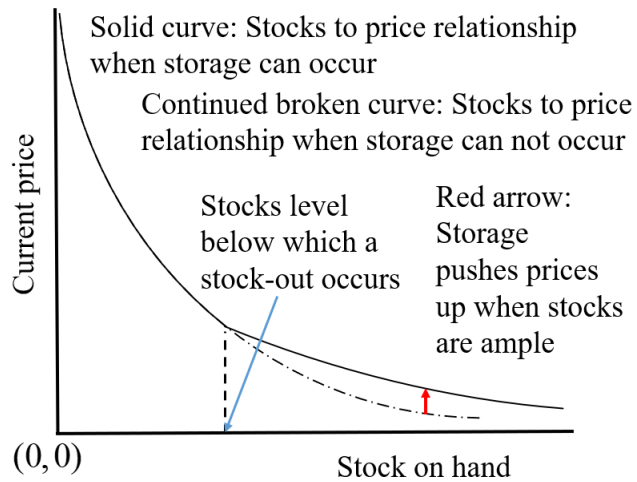 Solid curve: Stocks to price relationship
when storage can occur
Continued broken curve: Stocks to price
relationship when storage can not occur
Stocks level
below which a
stock-out occurs
Red arrow:
Storage
pushes prices
up when stocks
are ample
Current price
(0,0)
Stock on hand